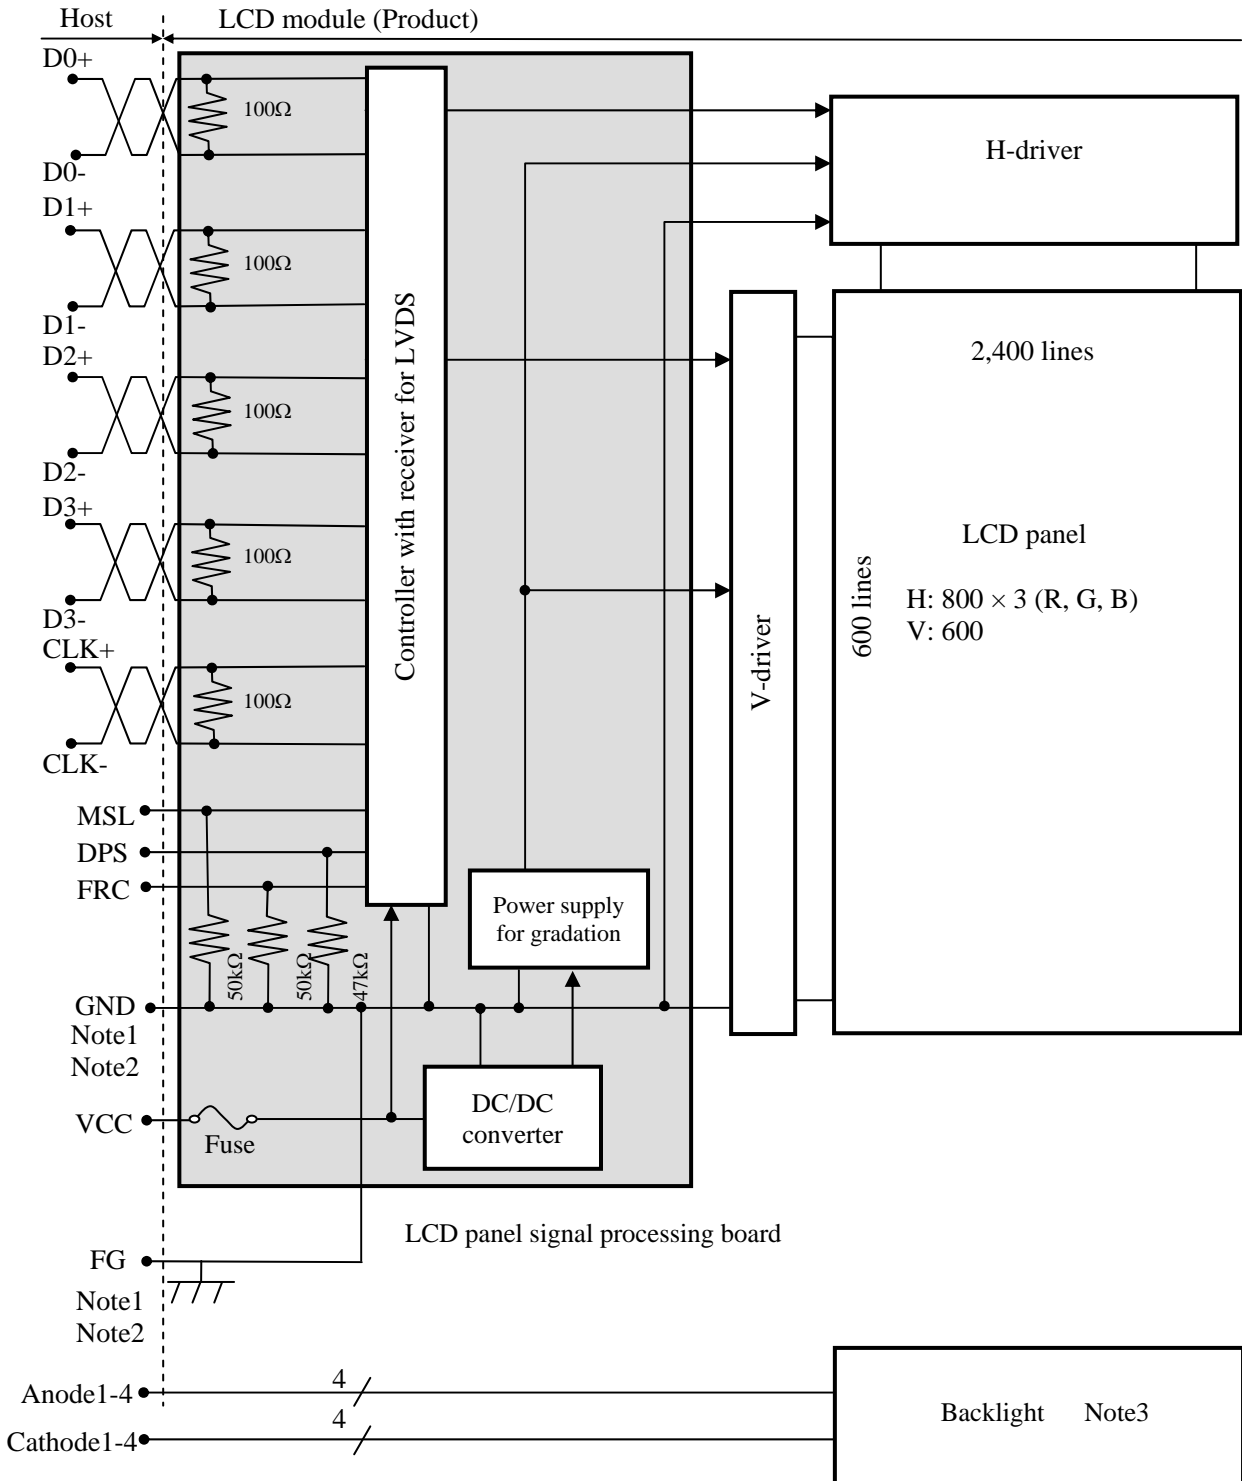 Host
LCD module (Product)
D0+
100Ω
D0-
D1+
100Ω
D1-
D2+
100Ω
D2-
D3+
100Ω
D3-
CLK+
100Ω
CLK-
MSL
DPS
FRC
50kΩ
50kΩ
47kΩ
GND
Note1
Note2
VCC
Fuse
Controller with receiver for LVDS
Power supply
for gradation
DC/DC
converter
H-driver
V-driver
2,400 lines
600 lines
LCD panel
H: 800 × 3 (R, G, B)
V: 600
LCD panel signal processing board
FG
Note1
Note2
Anode1-4
4
Cathode1-4
4
Backlight Note3